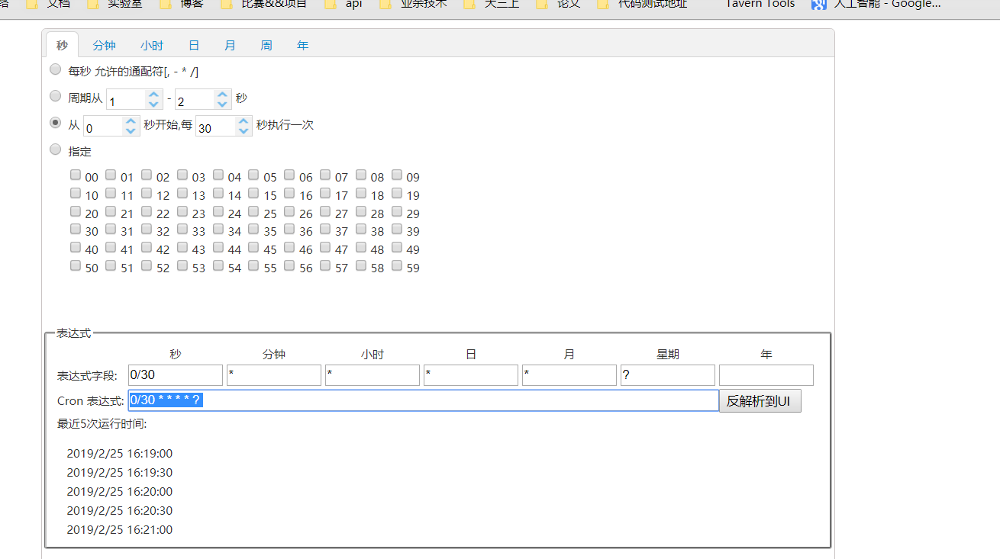 文档 实验室 博客 比赛&&项目 api 业余技术 大三上 论文 代码测试地址 Tavern Tools 人工智能 - Google...
秒 分钟 小时 日 月 周 年
每秒 允许的通配符[, - * /]
周期从 1 - 2 秒
从 0 秒开始,每 30 秒执行一次
指定
00 01 02 03 04 05 06 07 08 09
10 11 12 13 14 15 16 17 18 19
20 21 22 23 24 25 26 27 28 29
30 31 32 33 34 35 36 37 38 39
40 41 42 43 44 45 46 47 48 49
50 51 52 53 54 55 56 57 58 59
表达式
秒 分钟 小时 日 月 星期 年
表达式字段: 0/30 * * * * ?
Cron 表达式: 0/30 * * * * ? 反解析到UI
最近5次运行时间:
2019/2/25 16:19:00
2019/2/25 16:19:30
2019/2/25 16:20:00
2019/2/25 16:20:30
2019/2/25 16:21:00